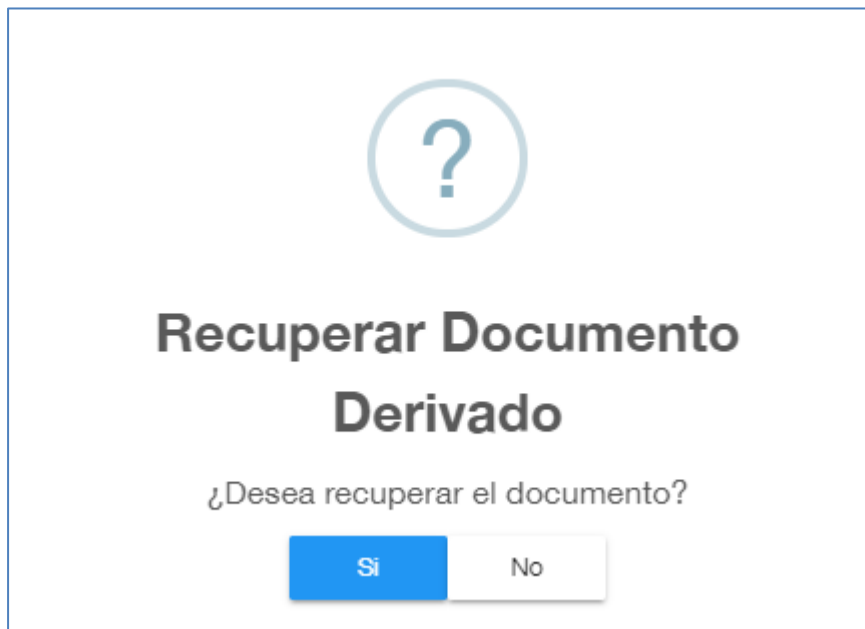 ?
Recuperar Documento
Derivado
¿Desea recuperar el documento?
Si No